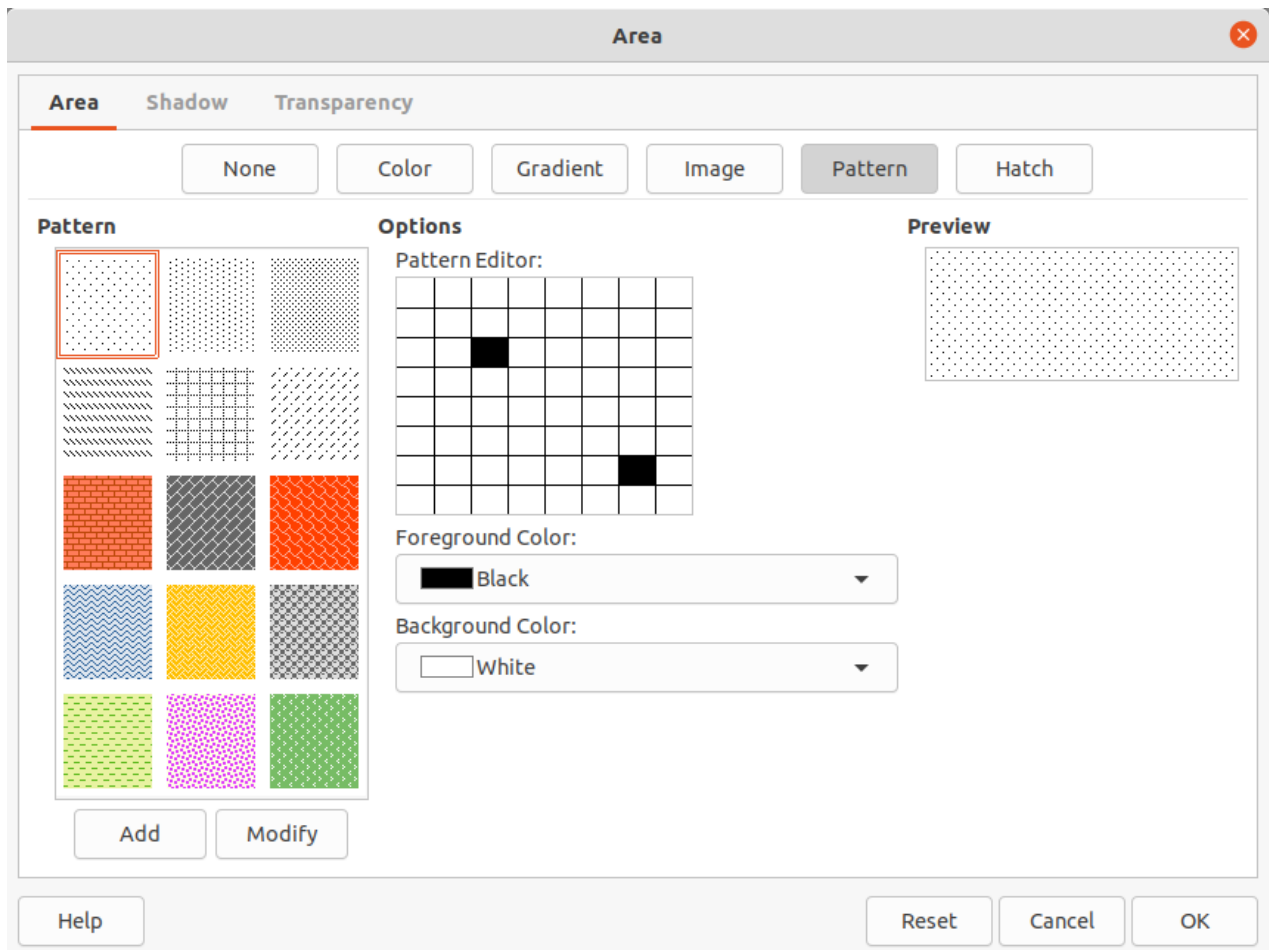 Area
Area Shadow Transparency
None Color Gradient Image Pattern Hatch
Pattern Options Preview
Pattern Editor:
Foreground Color:
Black
Background Color:
White
Add Modify
Help Reset Cancel OK